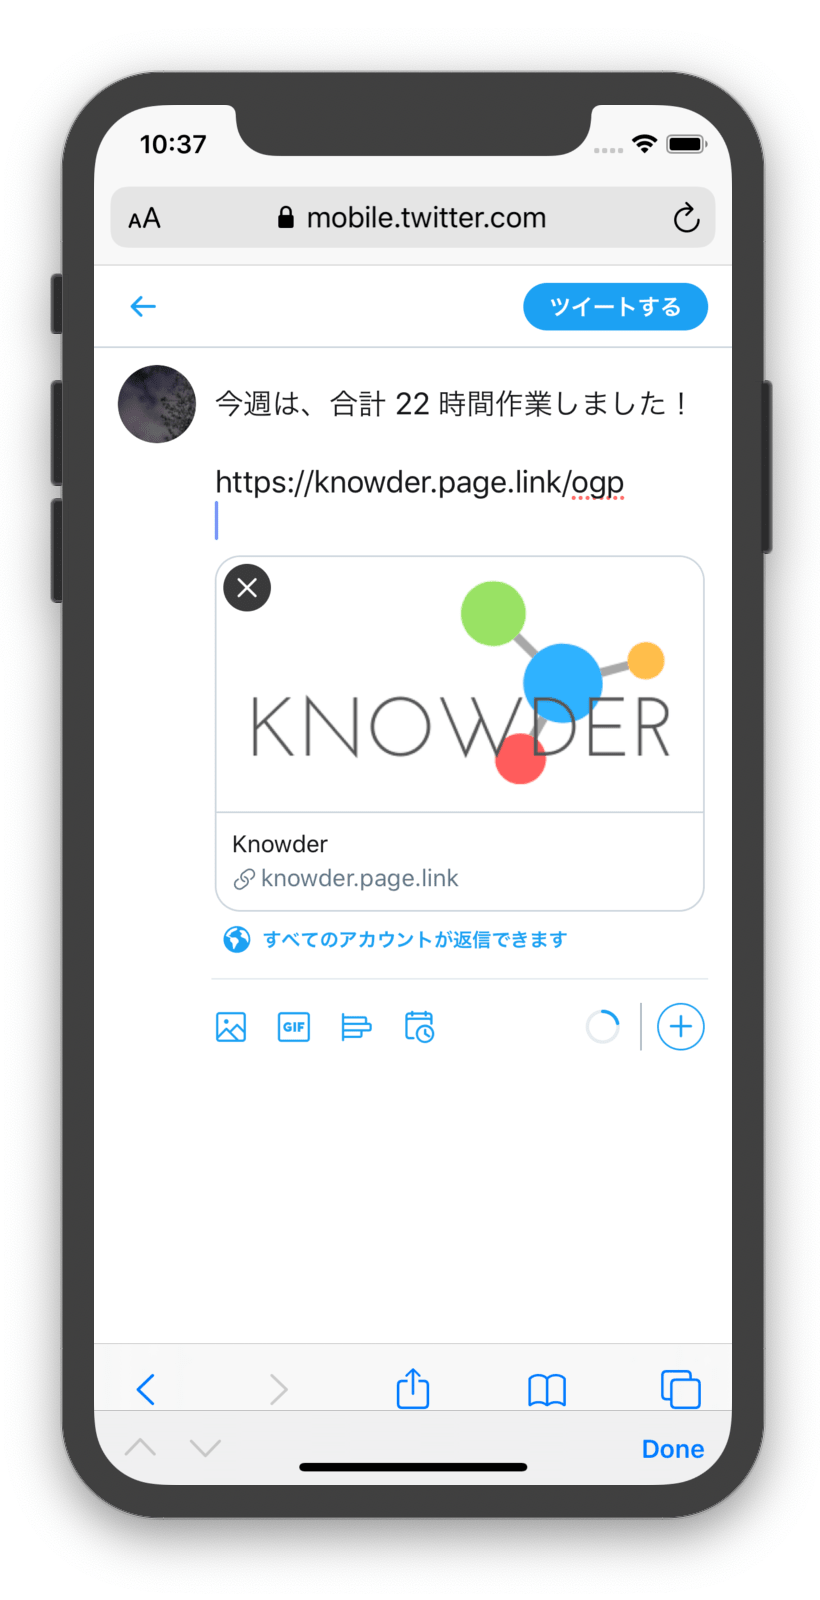 10:37
AA mobile.twitter.com
ツイートする
今週は、合計 22 時間作業しました！
https://knowder.page.link/ogp
KNOWDER
Knowder
knowder.page.link
すべてのアカウントが返信できます
GIF
Done